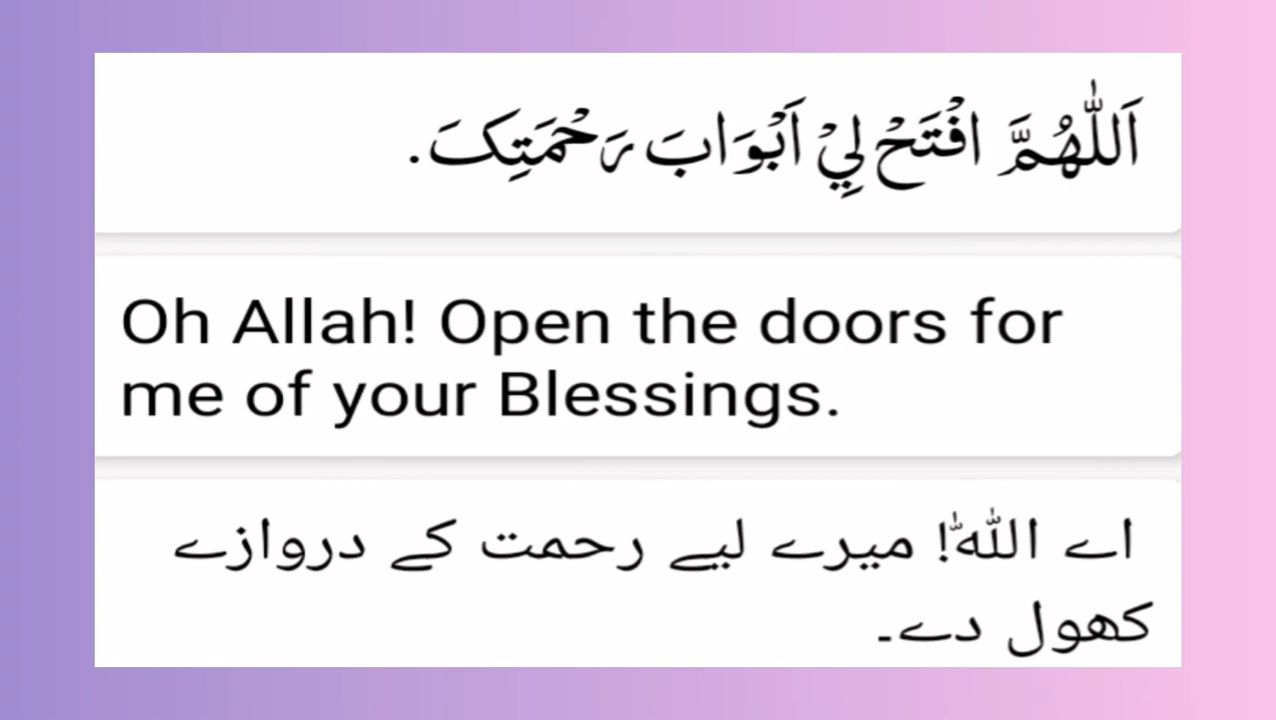 اَللّٰهُمَّ افْتَحْ لِيْ اَبْوَابَ رَحْمَتِکَ.
Oh Allah! Open the doors for
me of your Blessings.
اے اللّٰہ! میرے لیے رحمت کے دروازے
کھول دے۔